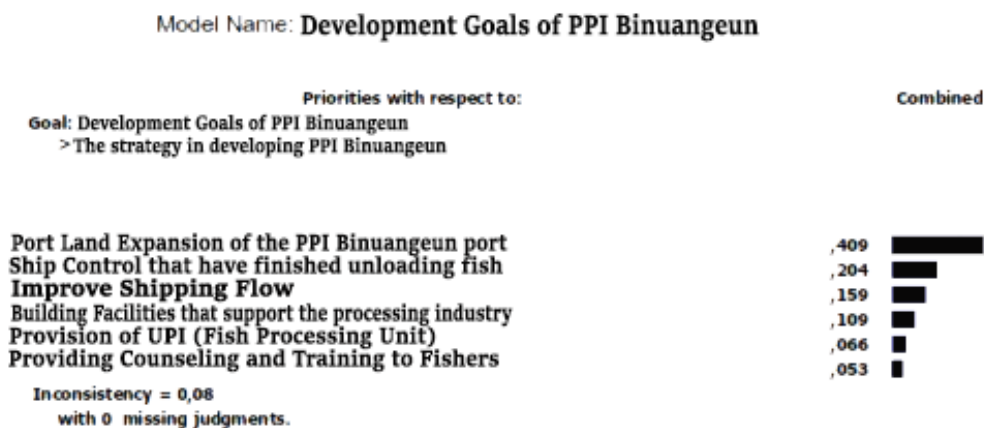 Model Name: Development Goals of PPI Binuangeun
Priorities with respect to: Combined
Goal: Development Goals of PPI Binuangeun
>The strategy in developing PPI Binuangeun
Port Land Expansion of the PPI Binuangeun port ,409
Ship Control that have finished unloading fish ,204
Improve Shipping Flow ,159
Building Facilities that support the processing industry ,109
Provision of UPI (Fish Processing Unit) ,066
Providing Counseling and Training to Fishers ,053
Inconsistency = 0,08
with 0 missing judgments.